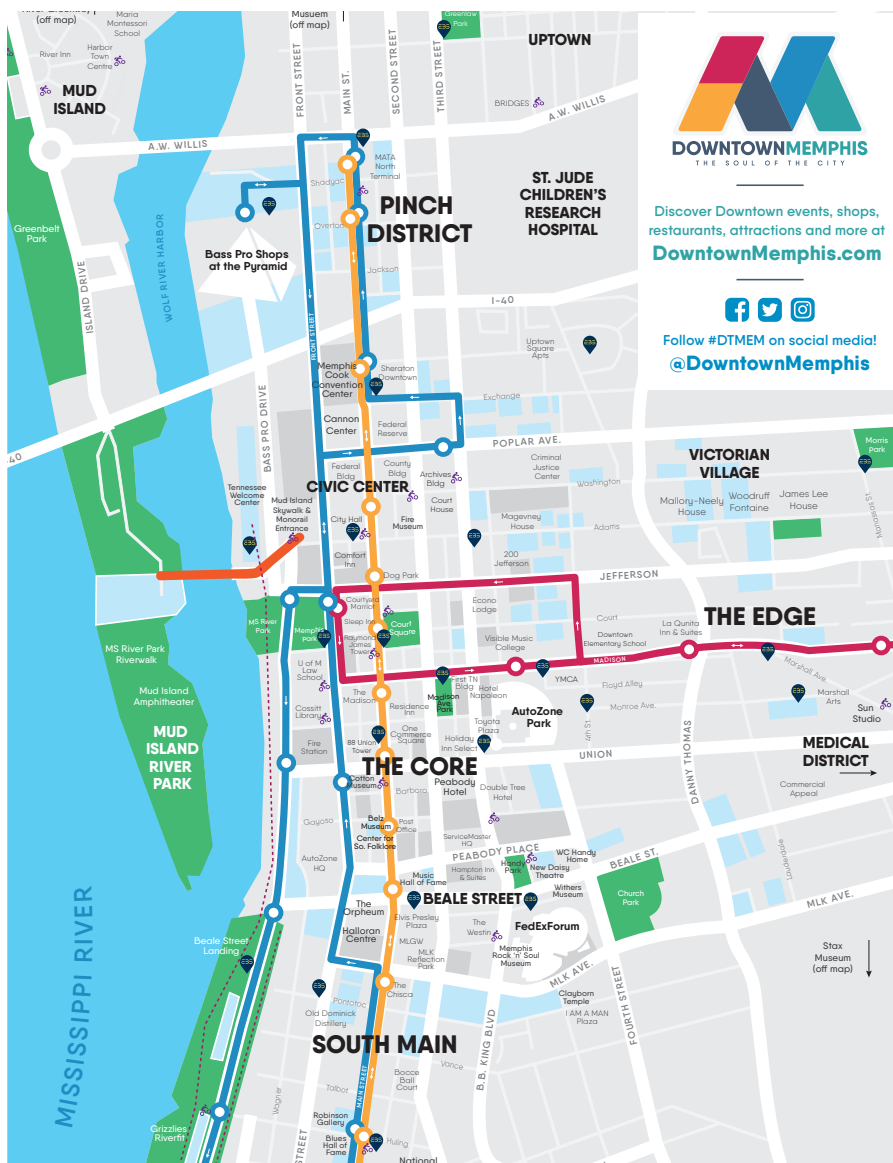 (off map)
Maria
Montessori
School
Musuem
(off map)
Greenlaw
Park
River Inn
Harbor
Town
Centre
MUD
ISLAND
FRONT STREET
MAIN ST.
SECOND STREET
THIRD STREET
UPTOWN
BRIDGES
A.W. WILLIS
A.W. WILLIS
DOWNTOWNMEMPHIS
THE SOUL OF THE CITY
Discover Downtown events, shops,
restaurants, attractions and more at
DowntownMemphis.com
Follow #DTMEM on social media!
@DowntownMemphis
MATA
North
Terminal
Shadyac
PINCH
DISTRICT
ST. JUDE
CHILDREN'S
RESEARCH
HOSPITAL
Overton
Greenbelt
Park
WOLF RIVER HARBOR
Bass Pro Shops
at the Pyramid
ISLAND DRIVE
Jackson
I-40
FRONT STREET
Uptown
Square
Apts
Memphis
Cook
Convention
Center
Sheraton
Downtown
BASS PRO DRIVE
Exchange
Cannon
Center
Federal
Reserve
POPLAR AVE.
-40
Morris
Park
Federal
Bldg
County
Bldg
Archives
Bldg
Criminal
Justice
Center
Washington
VICTORIAN
VILLAGE
Mallory-Neely
House
Woodruff
Fontaine
James Lee
House
Manassas St.
Tennessee
Welcome
Center
Mud Island
Skywalk &
Monorail
Entrance
CIVIC CENTER
City Hall
Fire
Museum
Court
House
Magevney
House
Adams
Comfort
Inn
200
Jefferson
Dog Park
JEFFERSON
MS River
Park
Memphis
Park
Courtyard
Marriot
Sleep Inn
Raymond
James
Tower
Court
Square
Econo
Lodge
Visible Music
College
Court
Downtown
Elementary School
La Qunita
Inn & Suites
THE EDGE
MADISON
Marshall Ave.
MS River Park
Riverwalk
U of M
Law
School
First TN
Bldg
YMCA
Floyd Alley
Monroe Ave.
Marshall
Arts
Sun
Studio
Mud Island
Amphitheater
The
Madison
Madison
Ave.
Park
Hotel
Napoleon
Residence
Inn
Cossitt
Library
AutoZone
Park
4th St.
Toyota
Plaza
One
Commerce
Square
MUD
ISLAND
RIVER
PARK
Fire
Station
88 Union
Tower
Holiday
Inn Select
UNION
DANNY THOMAS
MEDICAL
DISTRICT
THE CORE
Cotton
Museum
Barboro
Peabody
Hotel
Double Tree
Hotel
Commercial
Appeal
Gayoso
Belz
Museum
Center for
So. Folklore
Post
Office
ServiceMaster
HQ
PEABODY PLACE
AutoZone
HQ
Music
Hall of Fame
Hampton Inn
& Suites
Handy
Park
New Daisy
Theatre
WC Handy
Home
BEALE ST.
Lauderdale
Withers
Museum
Church
Park
MLK AVE.
BEALE STREET
The
Orpheum
Elvis Presley
Plaza
The
Westin
FedExForum
Halloran
Centre
MLGW
MLK
Reflection
Park
Memphis
Rock 'n' Soul
Museum
MLK AVE.
Stax
Museum
(off map)
Beale Street
Landing
MISSISSIPPI RIVER
The
Chisca
Pontotoc
Old Dominick
Distillery
Clayborn
Temple
I AM A MAN
Plaza
FOURTH STREET
SOUTH MAIN
B.B. KING BLVD
MAIN STREET
Vance
Bocce
Ball
Court
Talbot
Wagner
Robinson
Gallery
Grizzlies
Riverfit
Blues
Hall of
Fame
Huling
STREET
National